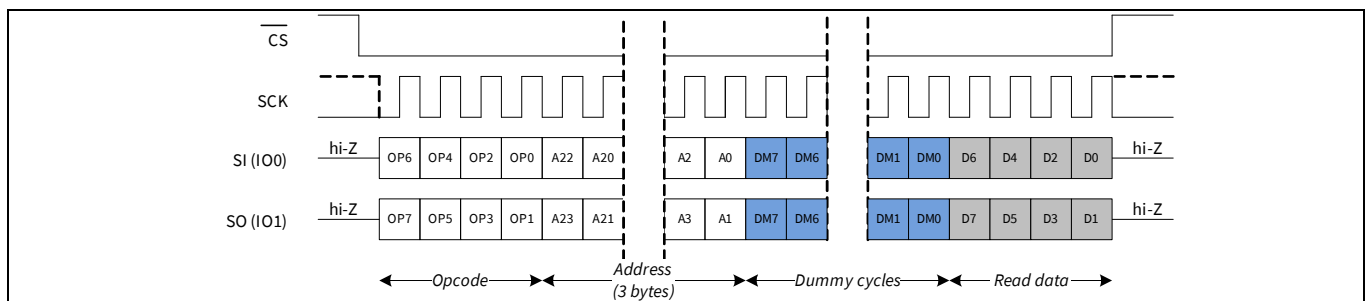 CS
SCK
SI (IO0) hi-Z OP6 OP4 OP2 OP0 A22 A20 A2 A0 DM7 DM6 DM1 DM0 D6 D4 D2 D0 hi-Z
SO (IO1) hi-Z OP7 OP5 OP3 OP1 A23 A21 A3 A1 DM7 DM6 DM1 DM0 D7 D5 D3 D1 hi-Z
Opcode Address Dummy cycles Read data
(3 bytes)